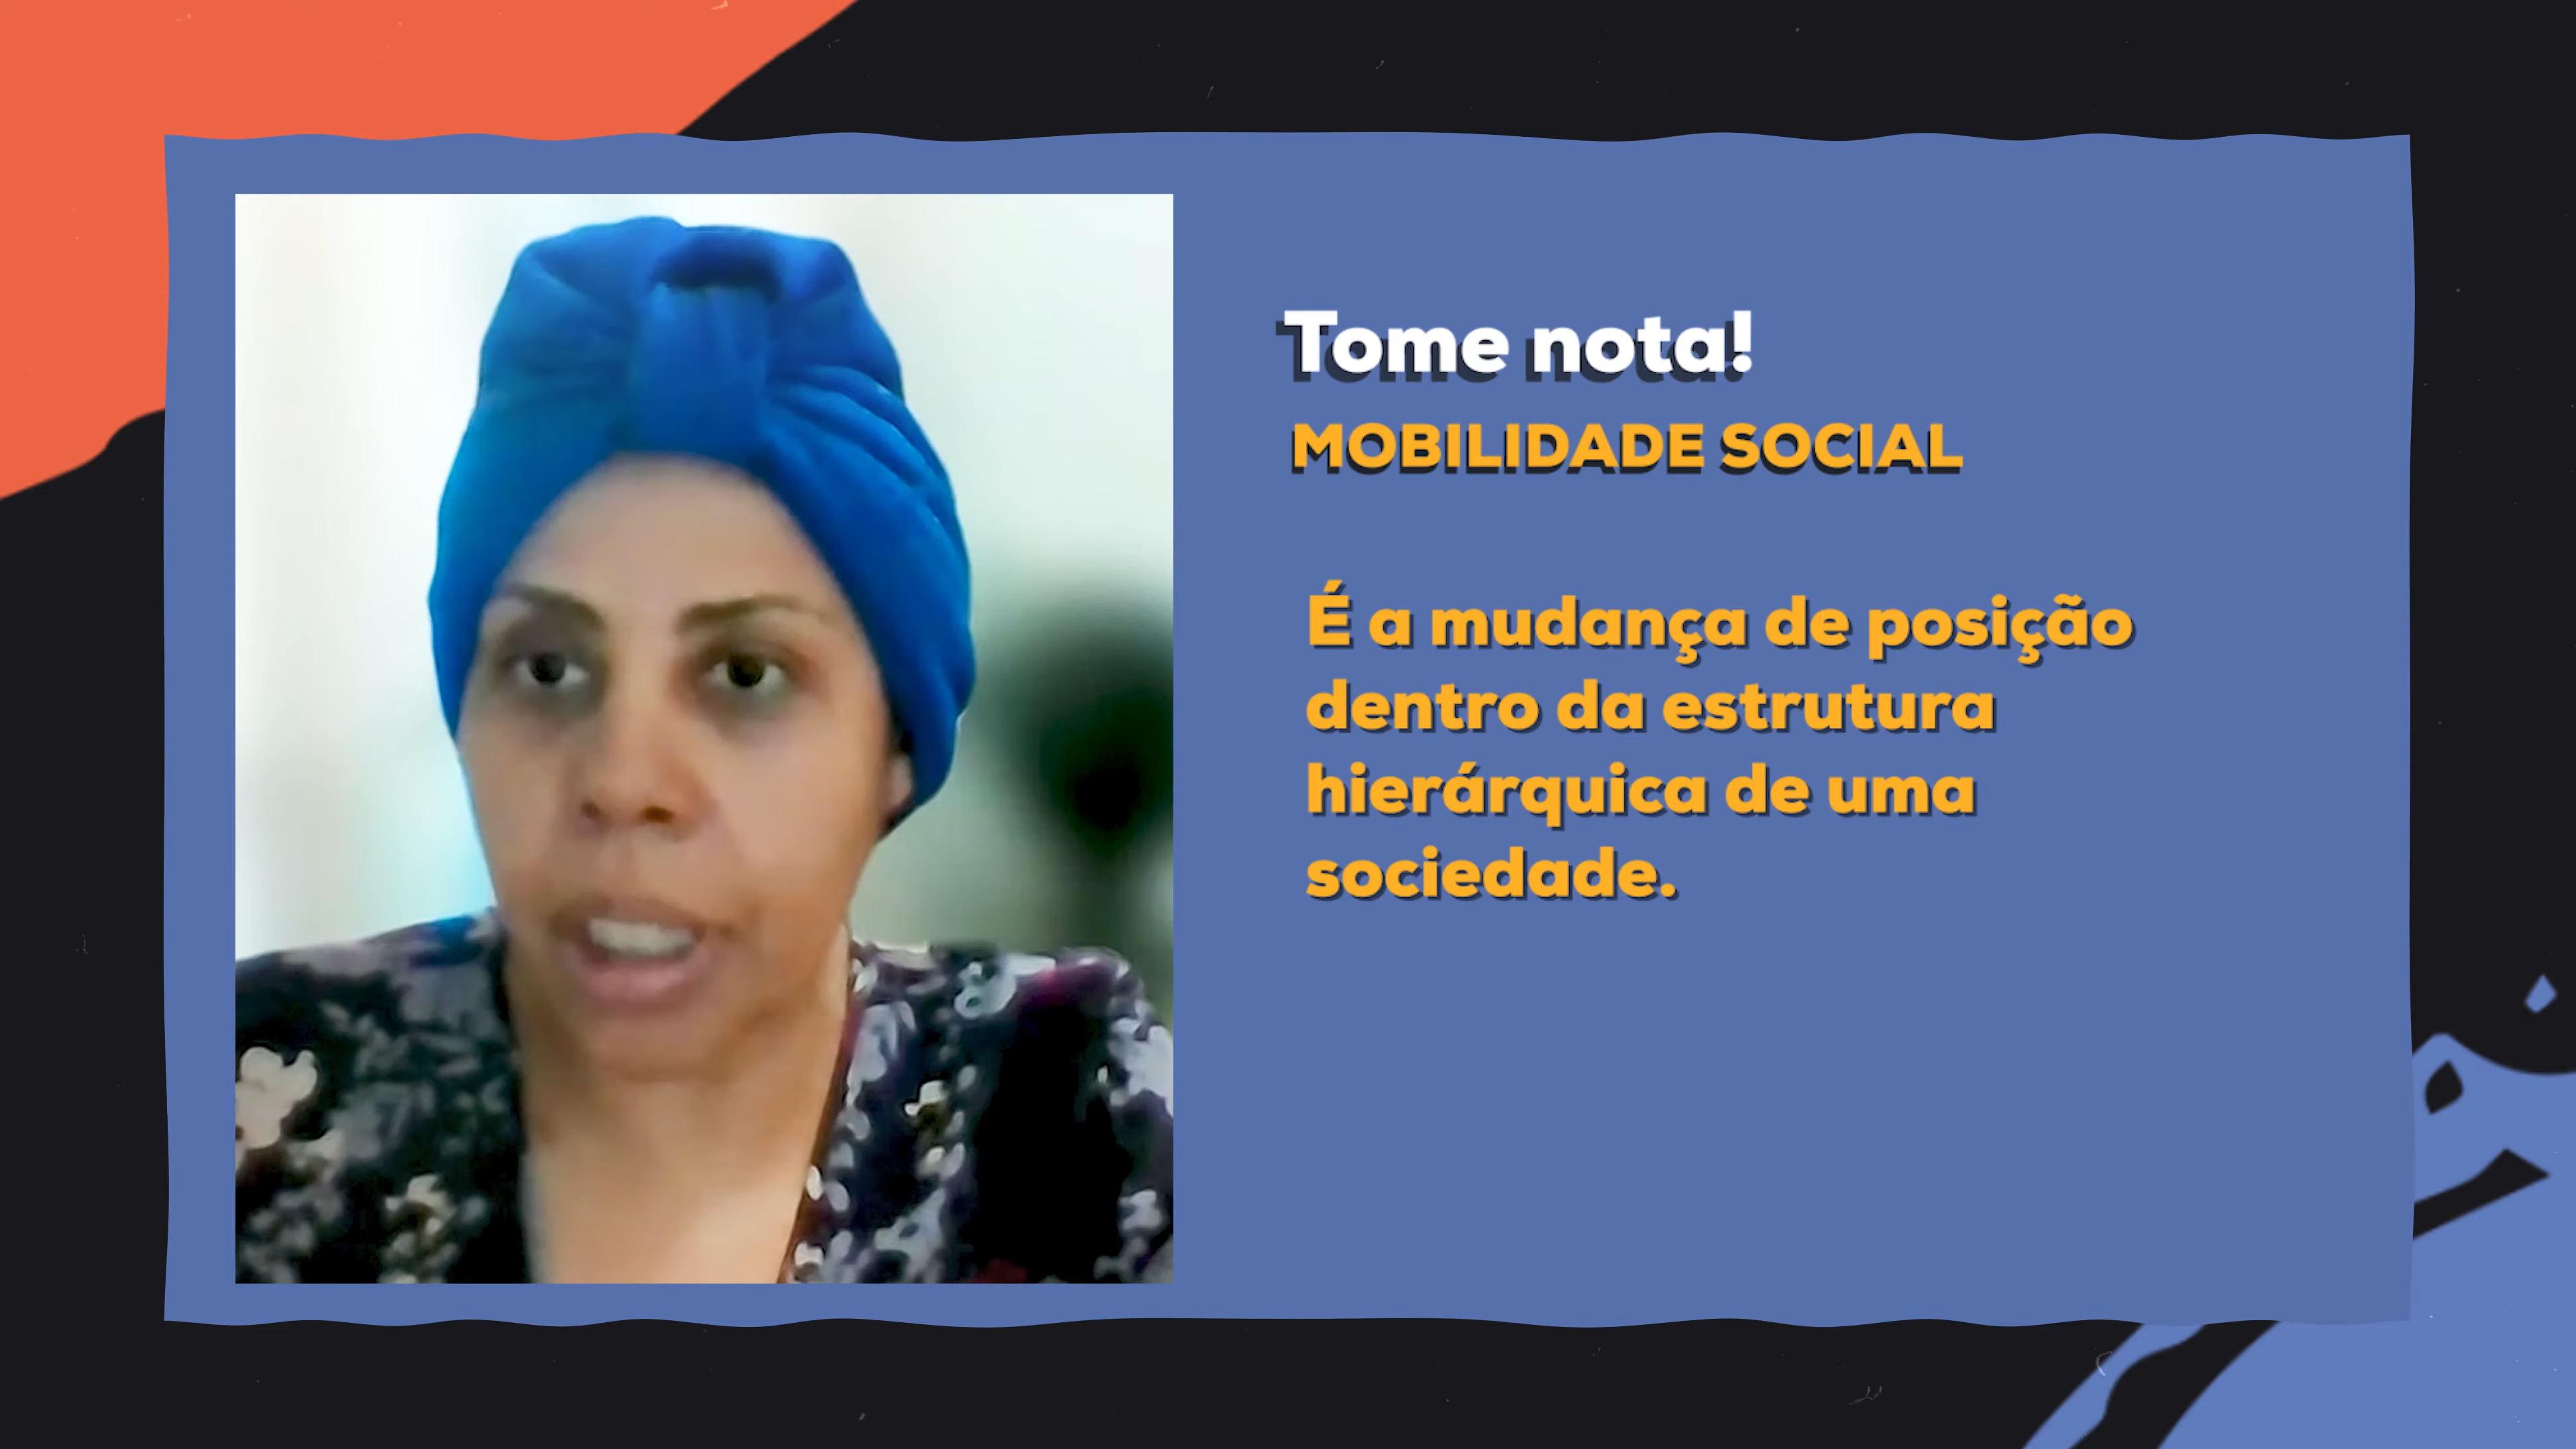 Tome nota!
MOBILIDADE SOCIAL
É a mudança de posição
dentro da estrutura
hierárquica de uma
sociedade.